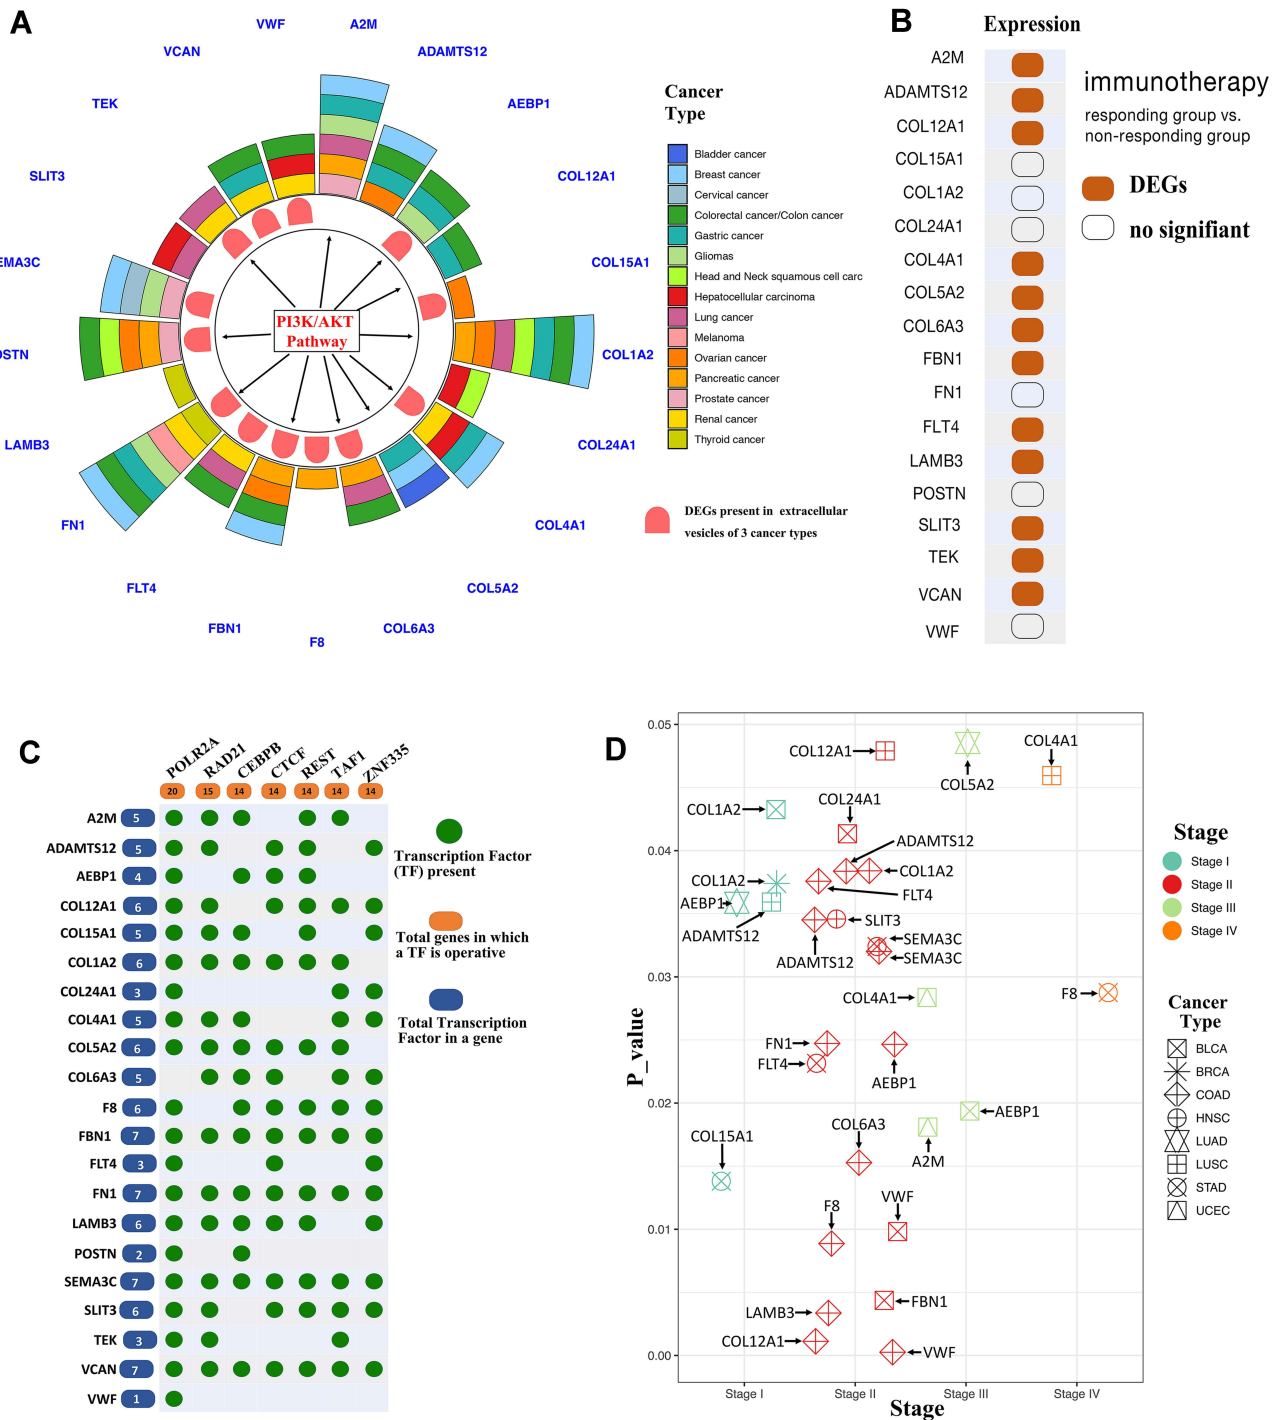 A
VWF
A2M
VCAN
ADAMTS12
TEK
AEBP1
SLIT3
COL12A1
EMA3C
COL15A1
OSTN
COL1A2
LAMB3
COL24A1
FN1
COL4A1
FLT4
COL5A2
FBN1
COL6A3
F8
PI3K/AKT
Pathway
Cancer
Type
Bladder cancer
Breast cancer
Cervical cancer
Colorectal cancer/Colon cancer
Gastric cancer
Gliomas
Head and Neck squamous cell carc
Hepatocellular carcinoma
Lung cancer
Melanoma
Ovarian cancer
Pancreatic cancer
Prostate cancer
Renal cancer
Thyroid cancer
DEGs present in extracellular
vesicles of 3 cancer types
B
Expression
A2M
ADAMTS12
COL12A1
COL15A1
COL1A2
COL24A1
COL4A1
COL5A2
COL6A3
FBN1
FN1
FLT4
LAMB3
POSTN
SLIT3
TEK
VCAN
VWF
immunotherapy
responding group vs.
non-responding group
DEGs
no signifiant
C
POLR2A RAD21 CEBPB CTCF REST TAF1 ZNF335
20 15 14 14 14 14 14
A2M 5
ADAMTS12 5
AEBP1 4
COL12A1 6
COL15A1 5
COL1A2 6
COL24A1 3
COL4A1 5
COL5A2 6
COL6A3 5
F8 6
FBN1 7
FLT4 3
FN1 7
LAMB3 6
POSTN 2
SEMA3C 7
SLIT3 6
TEK 3
VCAN 7
VWF 1
Transcription Factor
(TF) present
Total genes in which
a TF is operative
Total Transcription
Factor in a gene
D
P_value
0.05
0.04
0.03
0.02
0.01
0.00
COL12A1
COL5A2
COL4A1
COL1A2
COL24A1
ADAMTS12
COL1A2
COL1A2
FLT4
AEBP1
ADAMTS12
SLIT3
ADAMTS12
SEMA3C
SEMA3C
COL4A1
F8
FN1
FLT4
AEBP1
AEBP1
COL15A1
COL6A3
A2M
F8
VWF
FBN1
LAMB3
COL12A1
VWF
Stage I
Stage II
Stage III
Stage IV
Stage
Stage
Stage I
Stage II
Stage III
Stage IV
Cancer
Type
BLCA
BRCA
COAD
HNSC
LUAD
LUSC
STAD
UCEC